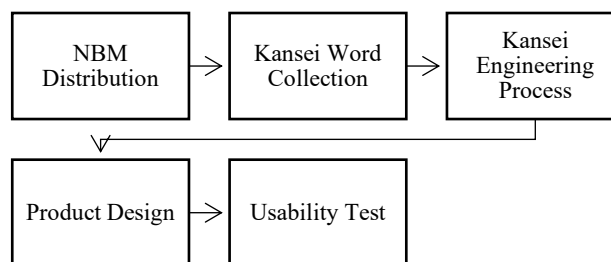 NBM
Distribution
Kansei Word
Collection
Kansei
Engineering
Process
Product Design
Usability Test